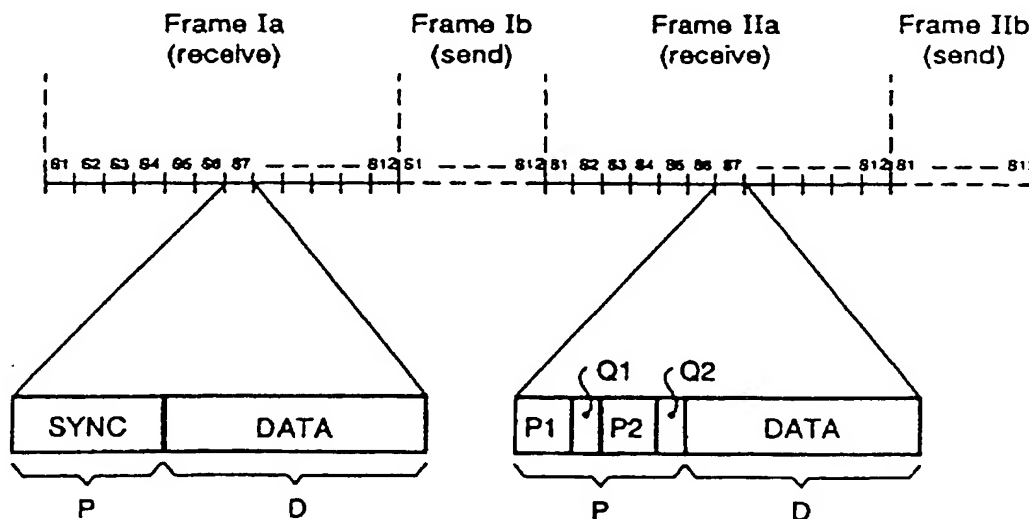 Frame Ia Frame Ib Frame IIa Frame IIb
(receive) (send) (receive) (send)
S1 S2 S3 S4 S5 S6 S7 S12 S1 S12 S1 S2 S3 S4 S5 S6 S7 S12 S1
Q1 Q2
SYNC DATA P1 P2 DATA
P D P D